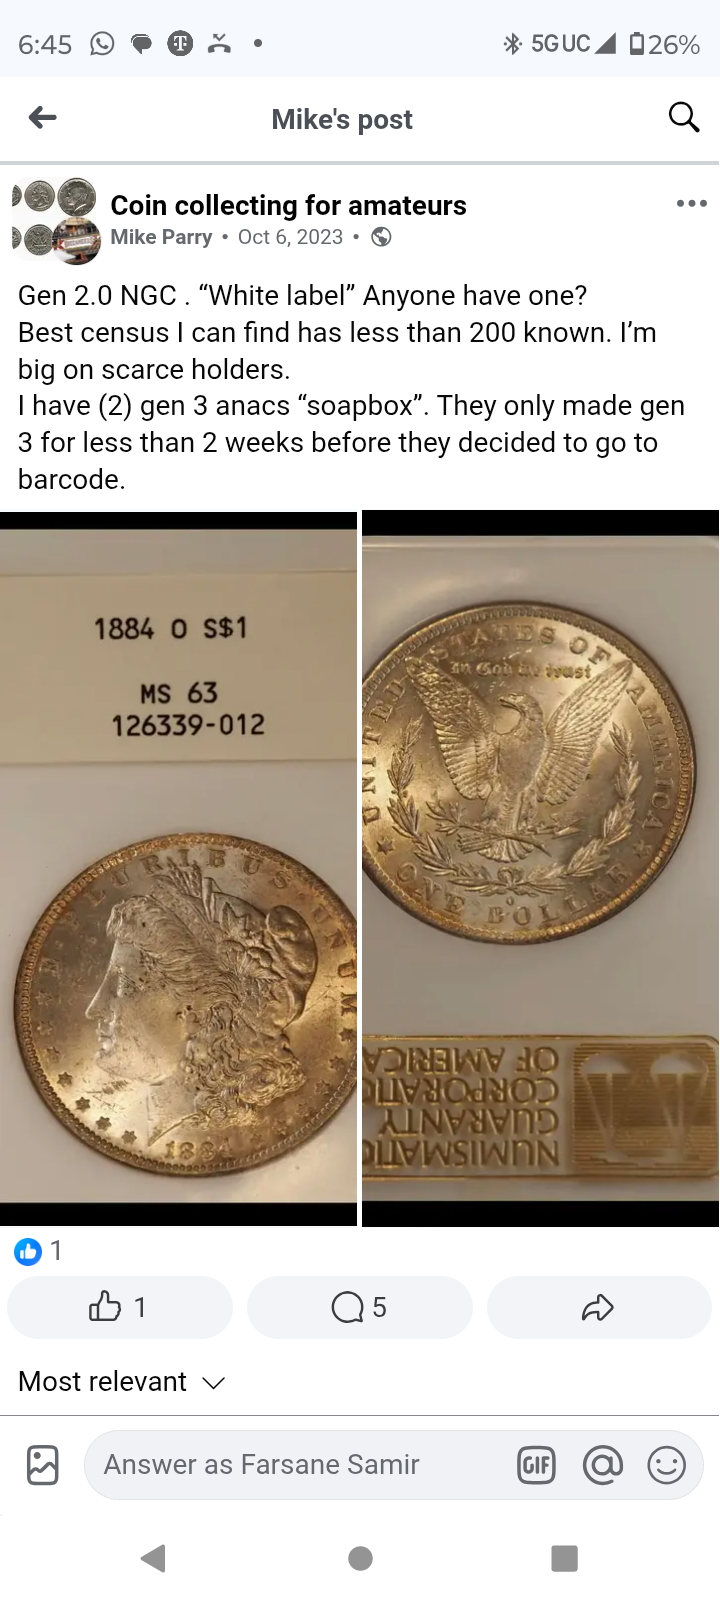 6:45
5G UC 26%
Mike's post
Coin collecting for amateurs
Mike Parry • Oct 6, 2023 •
Gen 2.0 NGC . “White label” Anyone have one?
Best census I can find has less than 200 known. I’m
big on scarce holders.
I have (2) gen 3 anacs “soapbox”. They only made gen
3 for less than 2 weeks before they decided to go to
barcode.
1884 O S$1
MS 63
126339-012
E PLURIBUS UNUM
1884
UNITED STATES OF AMERICA
In God we trust
ONE DOLLAR
O
NUMISMATI
GUARANTY
CORPORATI
OF AMERICA
1
1
5
Most relevant
Answer as Farsane Samir
GIF